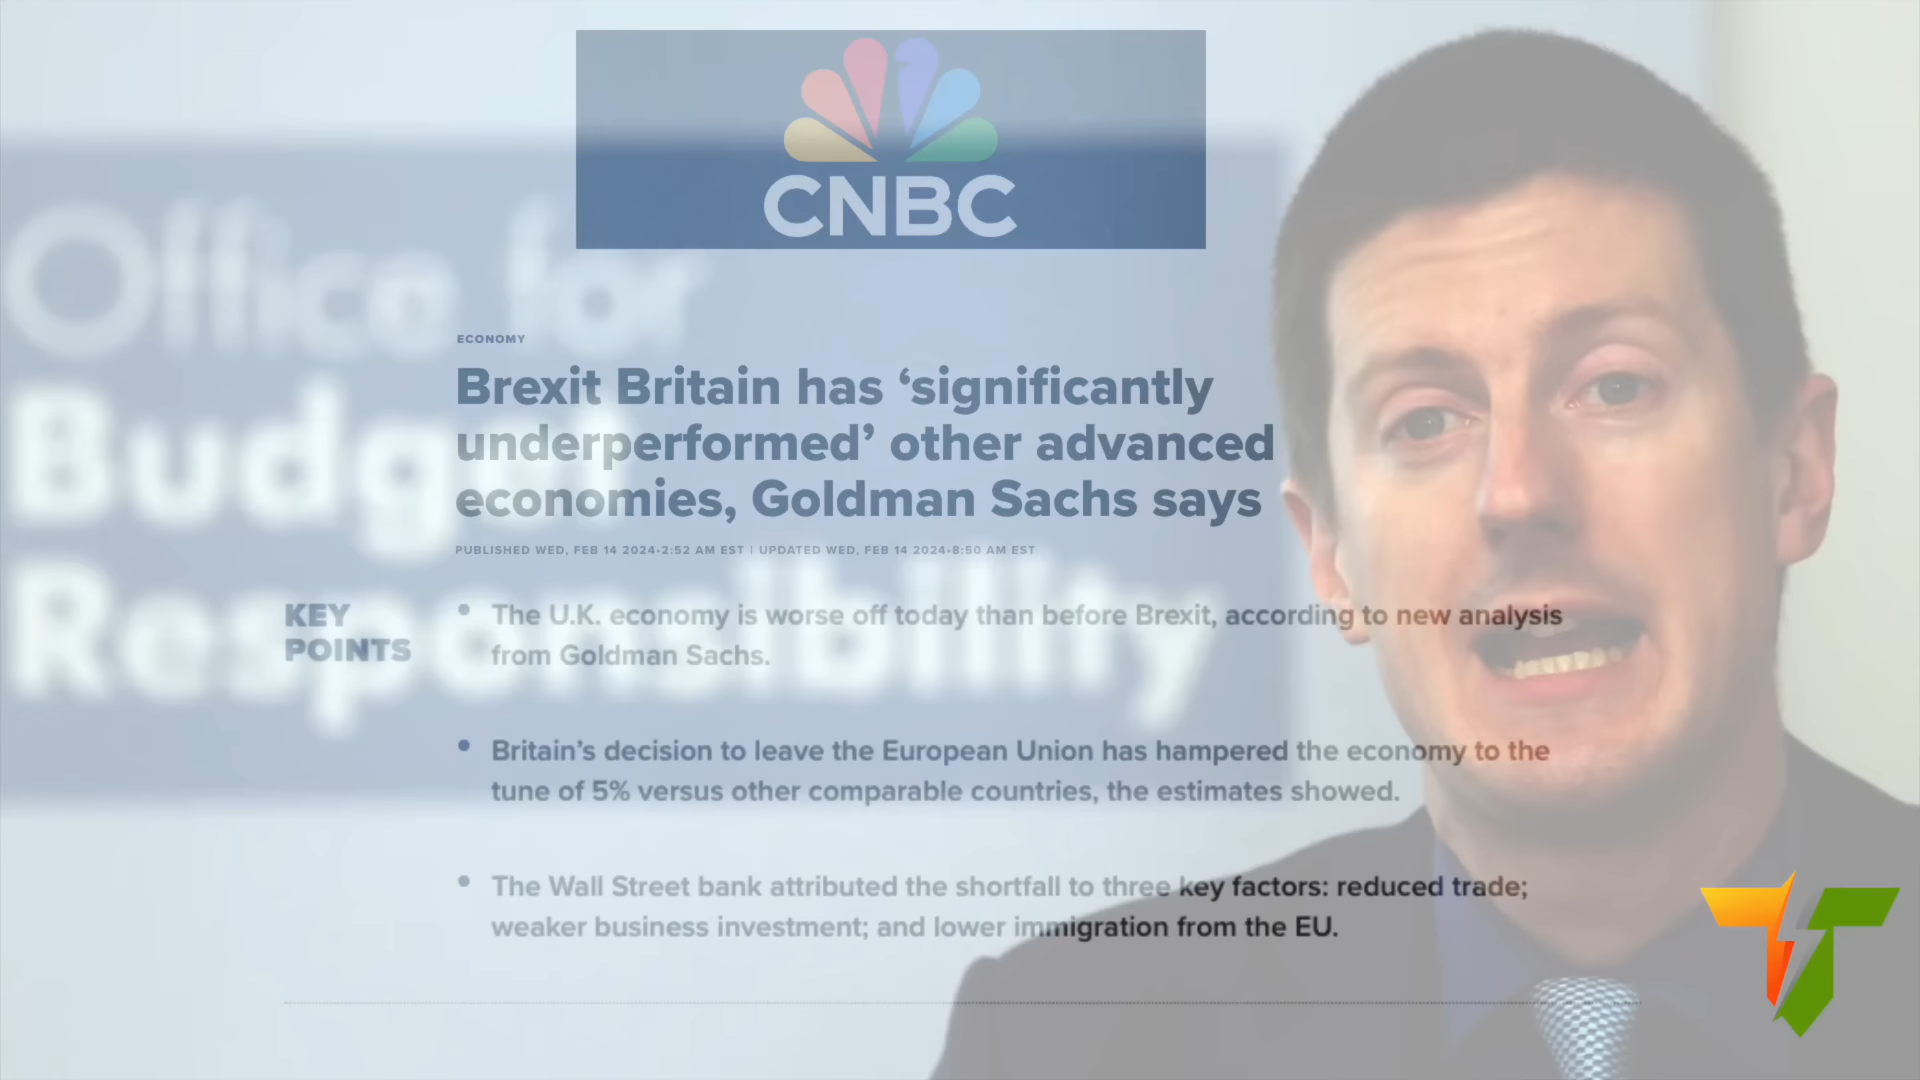 CNBC
Office for
Budget
Responsibility
ECONOMY
Brexit Britain has ‘significantly
underperformed’ other advanced
economies, Goldman Sachs says
PUBLISHED WED, FEB 14 2024•2:52 AM EST | UPDATED WED, FEB 14 2024•8:50 AM EST
KEY
POINTS
• The U.K. economy is worse off today than before Brexit, according to new analysis
from Goldman Sachs.
• Britain’s decision to leave the European Union has hampered the economy to the
tune of 5% versus other comparable countries, the estimates showed.
• The Wall Street bank attributed the shortfall to three key factors: reduced trade;
weaker business investment; and lower immigration from the EU.